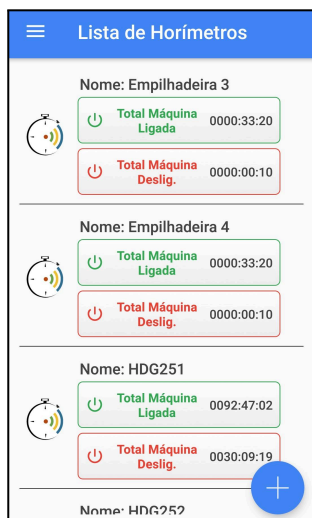 Lista de Horímetros
Nome: Empilhadeira 3
Total Máquina
Ligada
0000:33:20
Total Máquina
Deslig.
0000:00:10
Nome: Empilhadeira 4
Total Máquina
Ligada
0000:33:20
Total Máquina
Deslig.
0000:00:10
Nome: HDG251
Total Máquina
Ligada
0092:47:02
Total Máquina
Deslig.
0030:09:19
Nome: HDG252